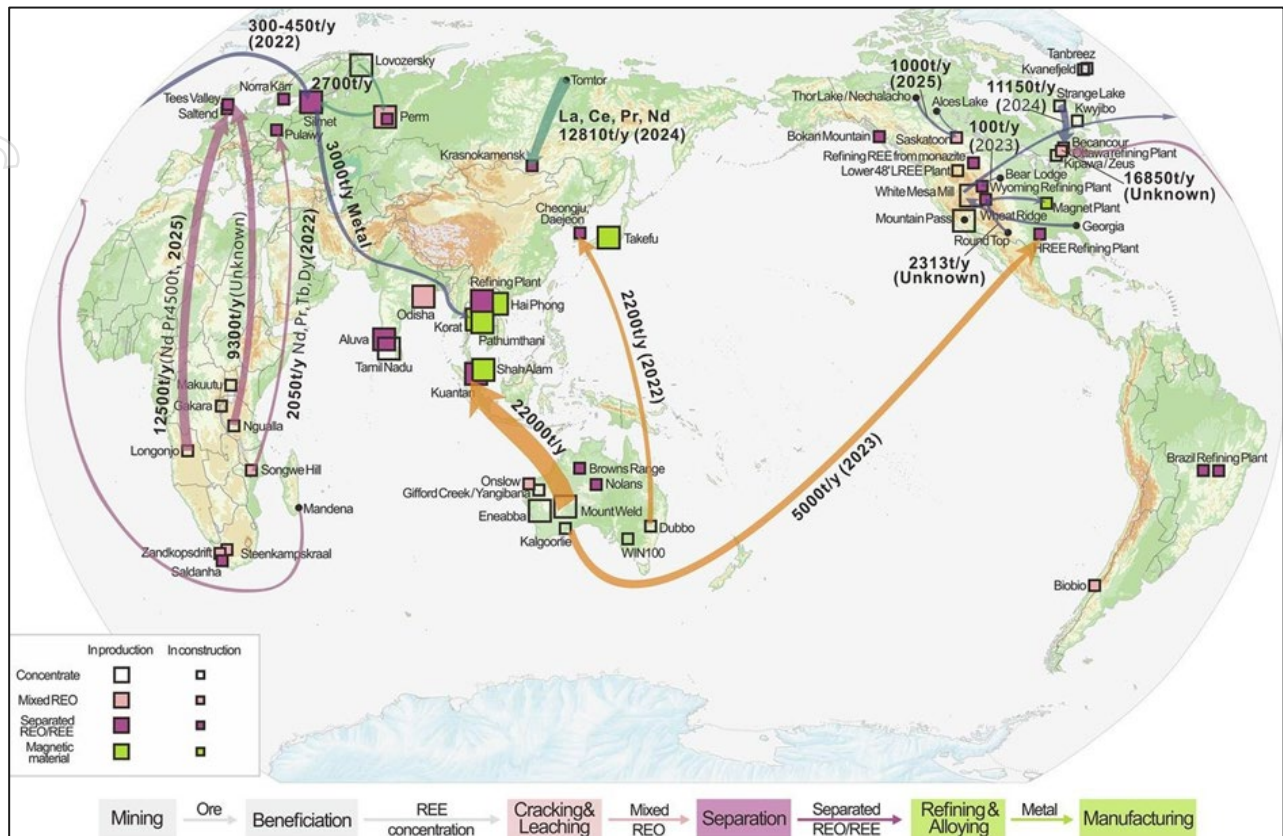 300-450t/y
(2022)
Lovozersky
Tomtor
Tanbreez
Kvanefjeld
1000t/y
(2025)
11150t/y
(2024)
Strange Lake
Kwyjibo
Norra Kärr
2700t/y
Tees Valley
Saltend
Sillmet
Pulawy
Perm
La, Ce, Pr, Nd
12810t/y (2024)
Thor Lake / Nechalacho
Alces Lake
100t/y
(2023)
Bokan Mountain
Saskatoon
Becancour
Ottawa refining Plant
Kipawa / Zeus
Krasnokamensk
Refining REE from monazite
Lower 48' LREE Plant
Bear Lodge
16850t/y
(Unknown)
White Mesa Mill
Wyoming Refining Plant
3000t/y Metal
Cheongju,
Daejeon
Takefu
Mountain Pass
Wheat Ridge
Magnet Plant
Georgia
Round Top
HREE Refining Plant
2313t/y
(Unknown)
Refining Plant
Odisha
Hai Phong
Korat
Pathumthani
Aluva
Tamil Nadu
Shah Alam
Kuantan
12500t/y (Nd Pr4500t, 2025)
9300t/y (Unknown)
2050t/y Nd, Pr, Tb, Dy (2022)
2200t/y (2022)
22000t/y
5000t/y (2023)
Makuutu
Gakara
Ngualla
Longonjo
Songwe Hill
Mandena
Browns Range
Onslow
Nolans
Gifford Creek / Yangibana
Eneabba
Mount Weld
Kalgoorlie
Dubbo
WIN100
Brazil Refining Plant
Zandkopsdrift
Steenkampskraal
Saldanha
Biobio
In production In construction
Concentrate
Mixed REO
Separated
REO/REE
Magnetic
material
Mining Ore Beneficiation REE concentration Cracking& Leaching Mixed REO Separation Separated REO/REE Refining & Alloying Metal Manufacturing